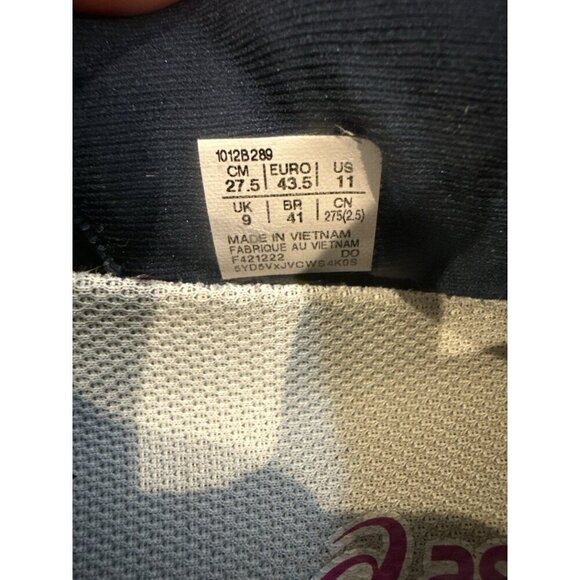 1012B289
CM EURO US
27.5 43.5 11
UK BR CN
9 41 275(2.5)
MADE IN VIETNAM
FABRIQUE AU VIETNAM
F421222 DO
5YD5VxJVCWS4K0S